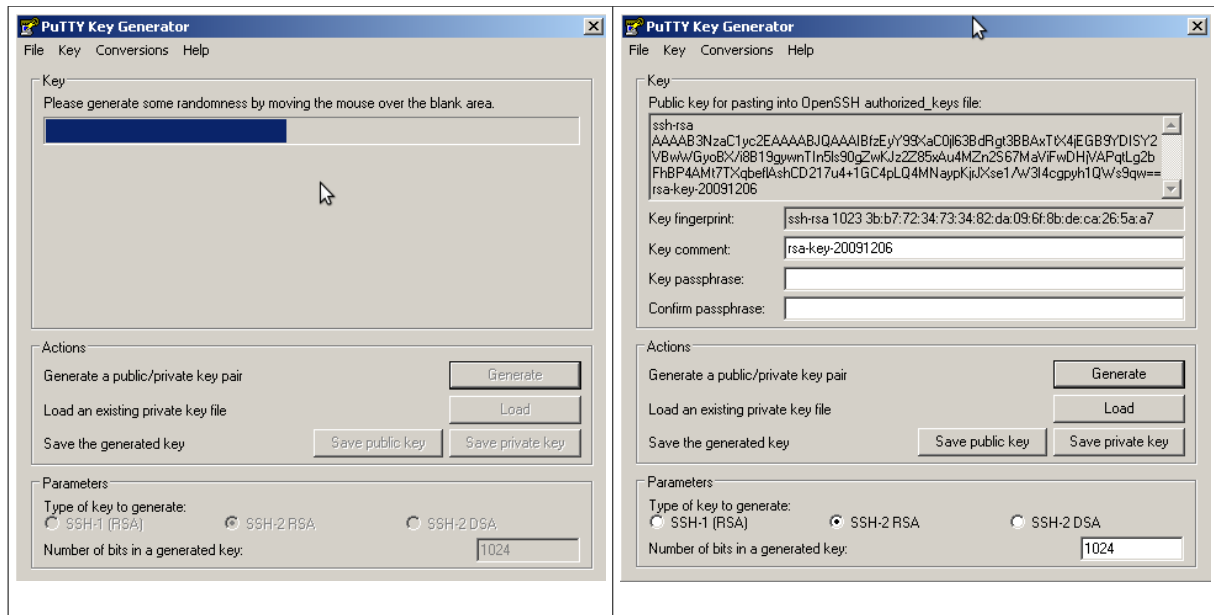 PuTTY Key Generator
File Key Conversions Help
Key
Please generate some randomness by moving the mouse over the blank area.
Actions
Generate a public/private key pair
Generate
Load an existing private key file
Load
Save the generated key
Save public key
Save private key
Parameters
Type of key to generate:
SSH-1 (RSA)
SSH-2 RSA
SSH-2 DSA
Number of bits in a generated key:
1024
PuTTY Key Generator
File Key Conversions Help
Key
Public key for pasting into OpenSSH authorized_keys file:
ssh-rsa
rsa-key-20091206
Key fingerprint:
ssh-rsa 1023 3b:b7:72:34:73:34:82:da:09:6f:8b:de:ca:26:5a:a7
Key comment:
rsa-key-20091206
Key passphrase:
Confirm passphrase:
Actions
Generate a public/private key pair
Generate
Load an existing private key file
Load
Save the generated key
Save public key
Save private key
Parameters
Type of key to generate:
SSH-1 (RSA)
SSH-2 RSA
SSH-2 DSA
Number of bits in a generated key:
1024